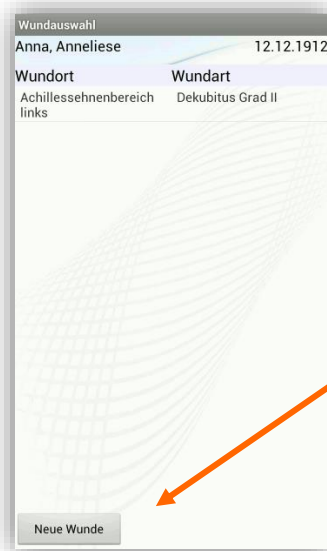 Wundauswahl
Anna, Anneliese 12.12.1912
Wundort Wundart
Achillessehnenbereich Dekubitus Grad II
links
Neue Wunde